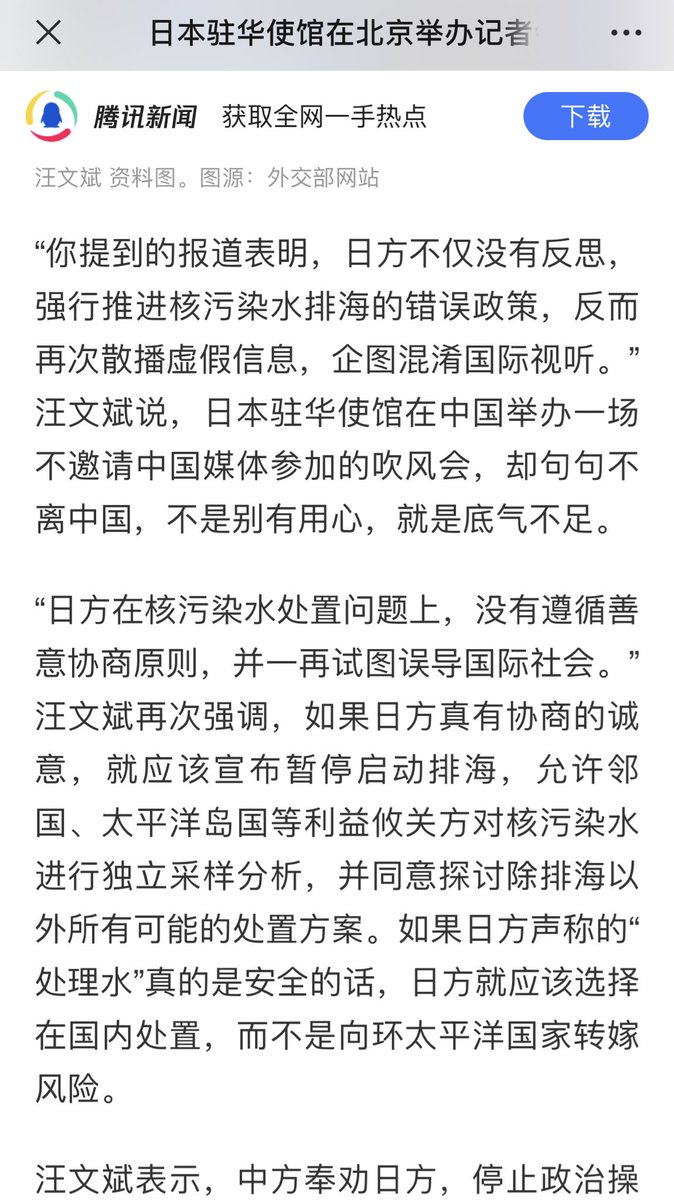 日本驻华使馆在北京举办记者
腾讯新闻 获取全网一手热点 下载
汪文斌 资料图。图源：外交部网站
“你提到的报道表明，日方不仅没有反思，
强行推进核污染水排海的错误政策，反而
再次散播虚假信息，企图混淆国际视听。”
汪文斌说，日本驻华使馆在中国举办一场
不邀请中国媒体参加的吹风会，却句句不
离中国，不是别有用心，就是底气不足。
“日方在核污染水处置问题上，没有遵循善
意协商原则，并一再试图误导国际社会。”
汪文斌再次强调，如果日方真有协商的诚
意，就应该宣布暂停启动排海，允许邻
国、太平洋岛国等利益攸关方对核污染水
进行独立采样分析，并同意探讨除排海以
外所有可能的处置方案。如果日方声称的“
处理水”真的是安全的话，日方就应该选择
在国内处置，而不是向环太平洋国家转嫁
风险。
汪文斌表示，中方奉劝日方，停止政治操